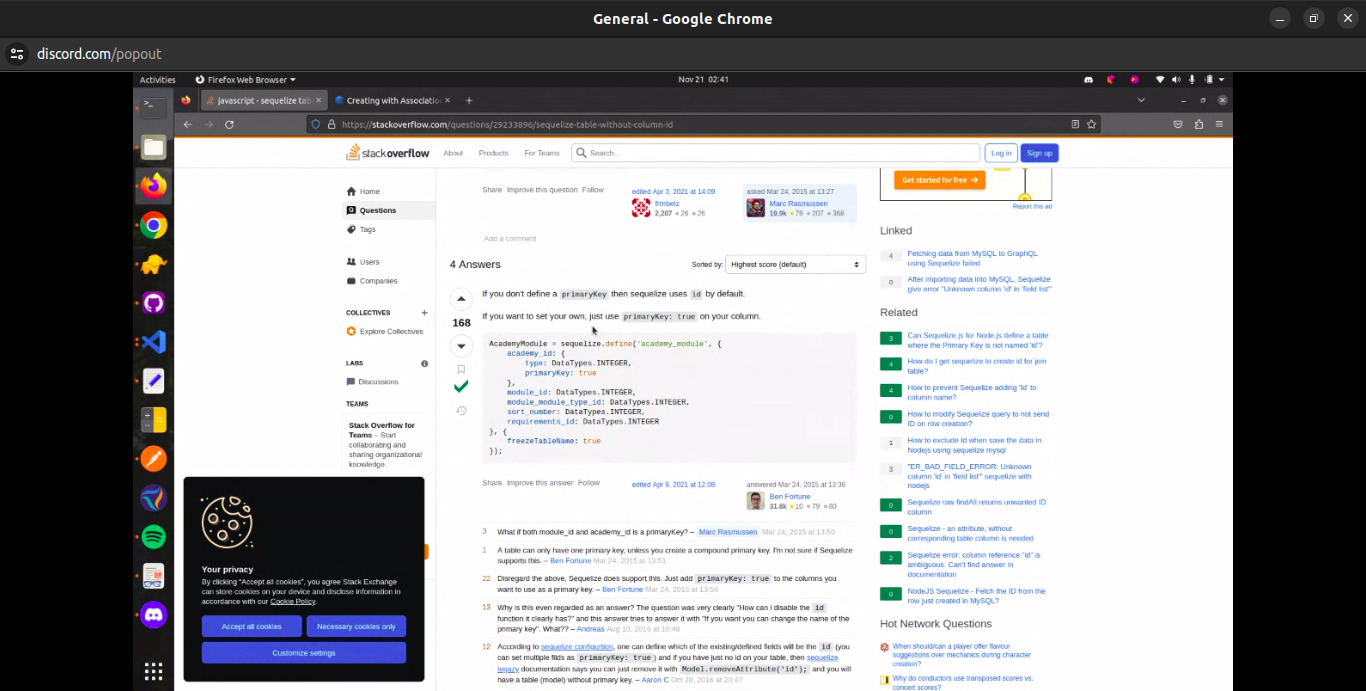 General - Google Chrome
discord.com/popout
Activities
Firefox Web Browser
Nov 21 02:41
javascript - sequelize tab
Creating with Associatio
https://stackoverflow.com/questions/29233896/sequelize-table-without-column-id
stackoverflow
About
Products
For Teams
Search...
Log in
Sign up
Home
Questions
Tags
Users
Companies
COLLECTIVES
Explore Collectives
LABS
Discussions
TEAMS
Stack Overflow for
Teams – Start
collaborating and
sharing organizational
knowledge.
Share Improve this question Follow
edited Apr 3, 2021 at 14:09
frmbelz
2,207 26 26
asked Mar 24, 2015 at 13:27
Marc Rasmussen
19.9k 79 207 368
Add a comment
4 Answers
Sorted by:
Highest score (default)
168
If you don't define a primaryKey then sequelize uses id by default.
If you want to set your own, just use primaryKey: true on your column.
AcademyModule = sequelize.define('academy_module', {
academy_id: {
type: DataTypes.INTEGER,
primaryKey: true
},
module_id: DataTypes.INTEGER,
module_module_type_id: DataTypes.INTEGER,
sort_number: DataTypes.INTEGER,
requirements_id: DataTypes.INTEGER
}, {
freezeTableName: true
});
Share Improve this answer Follow
edited Apr 9, 2021 at 12:08
answered Mar 24, 2015 at 13:36
Ben Fortune
31.8k 10 79 80
3 What if both module_id and academy_id is a primaryKey? – Marc Rasmussen Mar 24, 2015 at 13:50
1 A table can only have one primary key, unless you create a compound primary key. I'm not sure if Sequelize
supports this. – Ben Fortune Mar 24, 2015 at 13:51
22 Disregard the above, Sequelize does support this. Just add primaryKey: true to the columns you
want to use as a primary key. – Ben Fortune Mar 24, 2015 at 13:56
13 Why is this even regarded as an answer? The question was very clearly "How can I disable the id
function it clearly has?" and this answer tries to answer it with "If you want you can change the name of the
primary key". What?? – Andreas Aug 10, 2016 at 10:48
12 According to sequelize configurtion, one can define which of the existing/defined fields will be the id (you
can set multiple filds as primaryKey: true) and if you have just no id on your table, then sequelize
legazy documentation says you can just remove it with Model.removeAttribute('id'); and you will
have a table (model) without primary key. – Aaron C Oct 28, 2016 at 20:47
Get started for free →
Report this ad
Linked
4 Fetching data from MySQL to GraphQL
using Sequelize failed
0 After importing data into MySQL, Sequelize
give error "Unknown column 'id' in 'field list'"
Related
3 Can Sequelize.js for Node.js define a table
where the Primary Key is not named 'id'?
4 How do I get sequelize to create id for join
table?
4 How to prevent Sequelize adding 'id' to
column name?
0 How to modify Sequelize query to not send
ID on row creation?
1 How to exclude Id when save the data in
Nodejs using sequelize mysql
3 "ER_BAD_FIELD_ERROR: Unknown
column 'id' in 'field list'" sequelize with
nodejs
0 Sequelize raw findAll returns unwanted ID
column
0 Sequelize - an attribute, without
corresponding table column is needed
2 Sequelize error: column reference "id" is
ambiguous. Can't find answer in
documentation
0 NodeJS Sequelize - Fetch the ID from the
row just created in MySQL?
Hot Network Questions
When should/can a player offer flavour
suggestions over mechanics during character
creation?
Why do conductors use transposed scores vs.
concert scores?
Your privacy
By clicking "Accept all cookies", you agree Stack Exchange
can store cookies on your device and disclose information in
accordance with our Cookie Policy.
Accept all cookies
Necessary cookies only
Customize settings